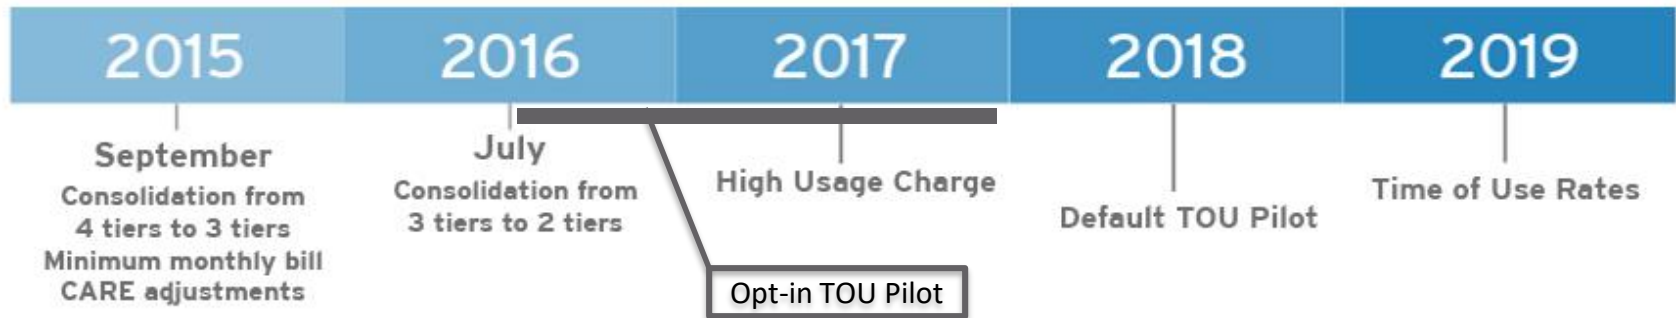 2015
2016
2017
2018
2019
September
Consolidation from
4 tiers to 3 tiers
Minimum monthly bill
CARE adjustments
July
Consolidation from
3 tiers to 2 tiers
High Usage Charge
Default TOU Pilot
Time of Use Rates
Opt-in TOU Pilot